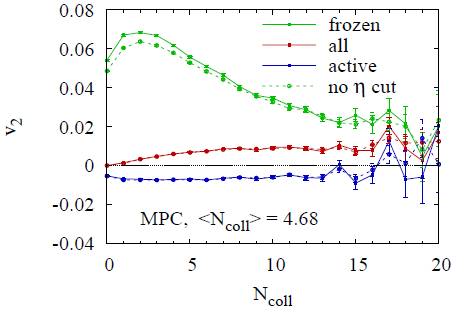 0.08
0.06
0.04
0.02
0
-0.02
-0.04
v2
frozen
all
active
no η cut
MPC, <Ncoll> = 4.68
0 5 10 15 20
Ncoll